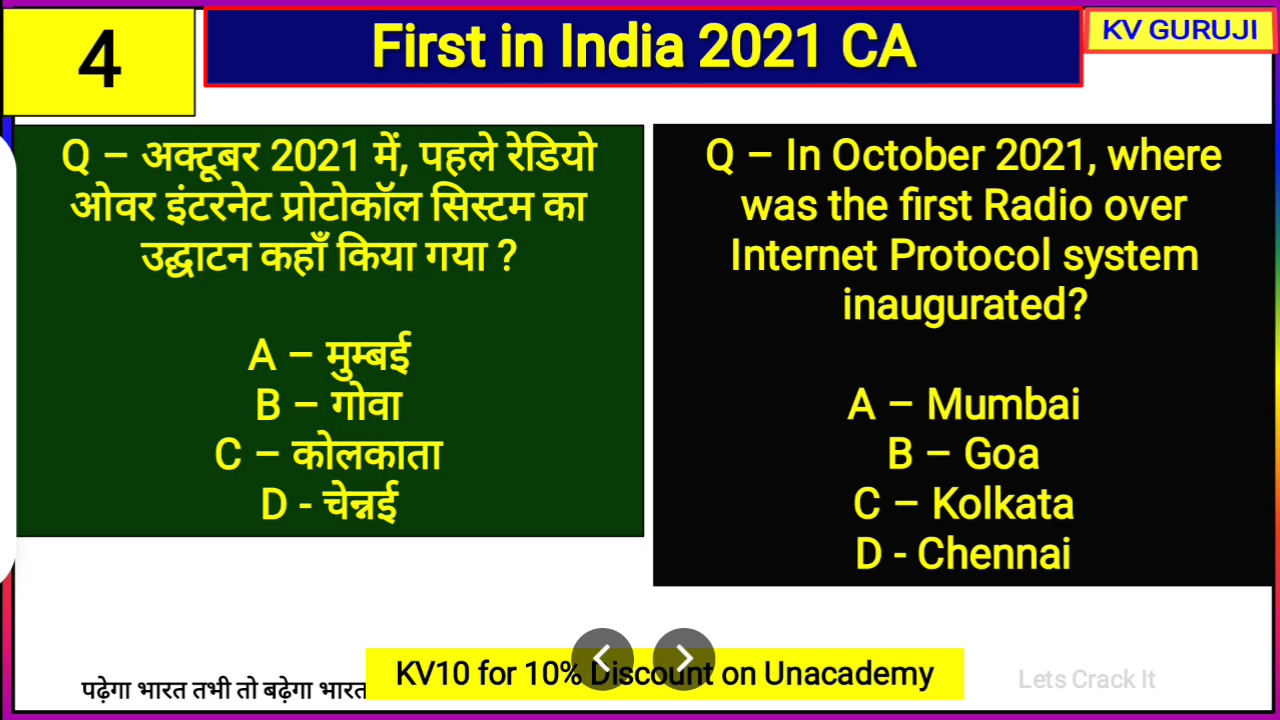 4
First in India 2021 CA
KV GURUJI
Q – अक्टूबर 2021 में, पहले रेडियो
ओवर इंटरनेट प्रोटोकॉल सिस्टम का
उद्घाटन कहाँ किया गया ?
A – मुम्बई
B – गोवा
C – कोलकाता
D - चेन्नई
Q – In October 2021, where
was the first Radio over
Internet Protocol system
inaugurated?
A – Mumbai
B – Goa
C – Kolkata
D - Chennai
पढ़ेगा भारत तभी तो बढ़ेगा भारत
KV10 for 10% Discount on Unacademy
Lets Crack It